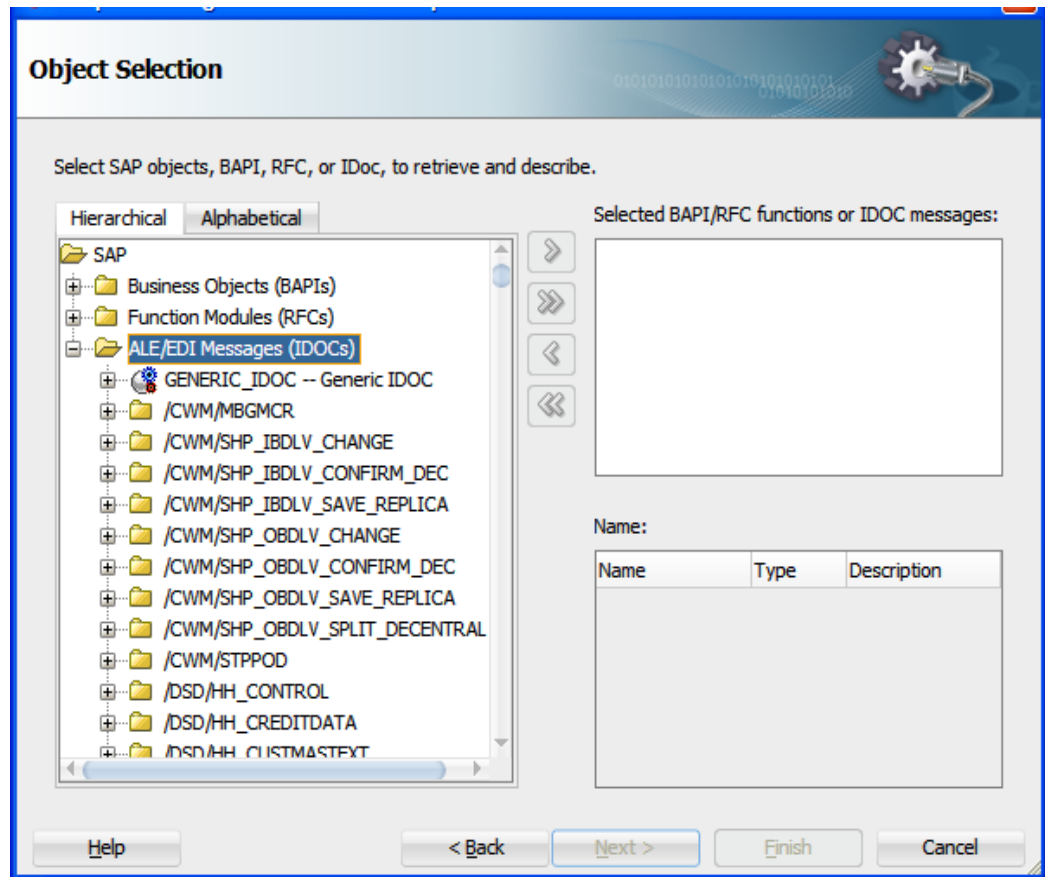 Object Selection
Select SAP objects, BAPI, RFC, or IDoc, to retrieve and describe.
Hierarchical
Alphabetical
SAP
Business Objects (BAPIs)
Function Modules (RFCs)
ALE/EDI Messages (IDOCs)
GENERIC_IDOC -- Generic IDOC
/CWM/MBGMCR
/CWM/SHP_IBDLV_CHANGE
/CWM/SHP_IBDLV_CONFIRM_DEC
/CWM/SHP_IBDLV_SAVE_REPLICA
/CWM/SHP_OBDLV_CHANGE
/CWM/SHP_OBDLV_CONFIRM_DEC
/CWM/SHP_OBDLV_SAVE_REPLICA
/CWM/SHP_OBDLV_SPLIT_DECENTRAL
/CWM/STPPOD
/DSD/HH_CONTROL
/DSD/HH_CREDITDATA
/DSD/HH_CUSTMASTEXT
Selected BAPI/RFC functions or IDOC messages:
Name:
Name Type Description
Help
< Back
Next >
Finish
Cancel